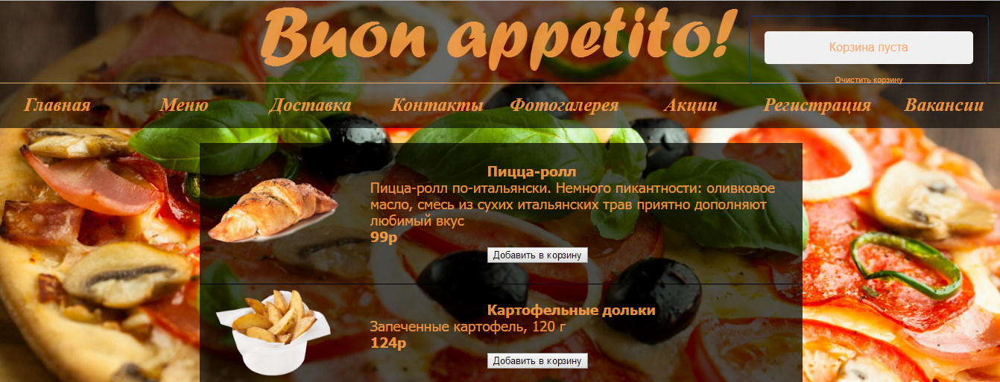 Buon appetito!
Корзина пуста
Очистить корзину
Главная Меню Доставка Контакты Фотогалерея Акции Регистрация Вакансии
Пицца-ролл
Пицца-ролл по-итальянски. Немного пикантности: оливковое
масло, смесь из сухих итальянских трав приятно дополняют
любимый вкус
99р
Добавить в корзину
Картофельные дольки
Запеченные картофель, 120 г
124р
Добавить в корзину